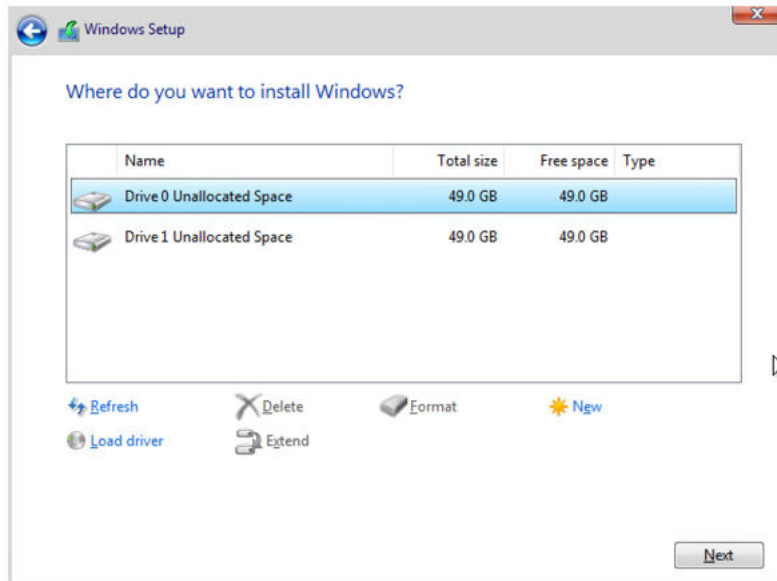 Windows Setup
Where do you want to install Windows?
Name Total size Free space Type
Drive 0 Unallocated Space 49.0 GB 49.0 GB
Drive 1 Unallocated Space 49.0 GB 49.0 GB
Refresh Delete Format New
Load driver Extend
Next